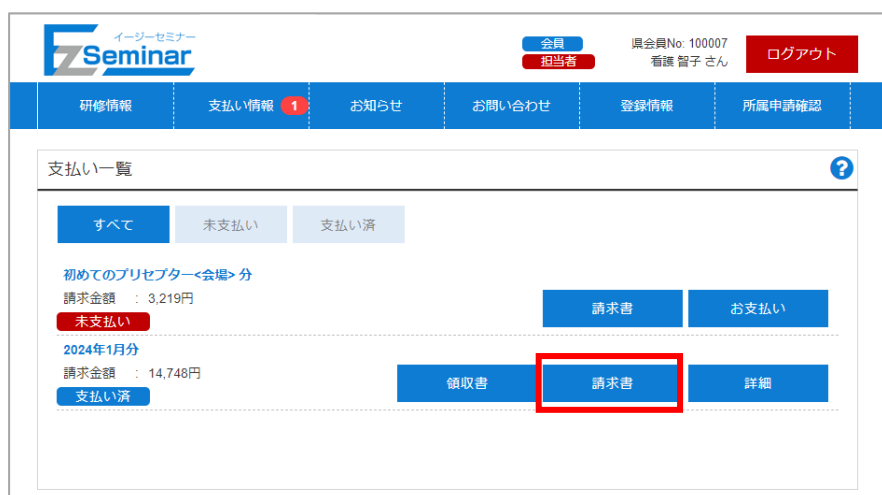 イージーセミナー
EzSeminar
会員
担当者
県会員No: 100007
看護 智子 さん
ログアウト
研修情報 支払い情報 1 お知らせ お問い合わせ 登録情報 所属申請確認
支払い一覧 ?
すべて 未支払い 支払い済
初めてのプリセプター<会場> 分
請求金額 : 3,219円
未支払い
請求書 お支払い
2024年1月分
請求金額 : 14,748円
支払い済
領収書 請求書 詳細